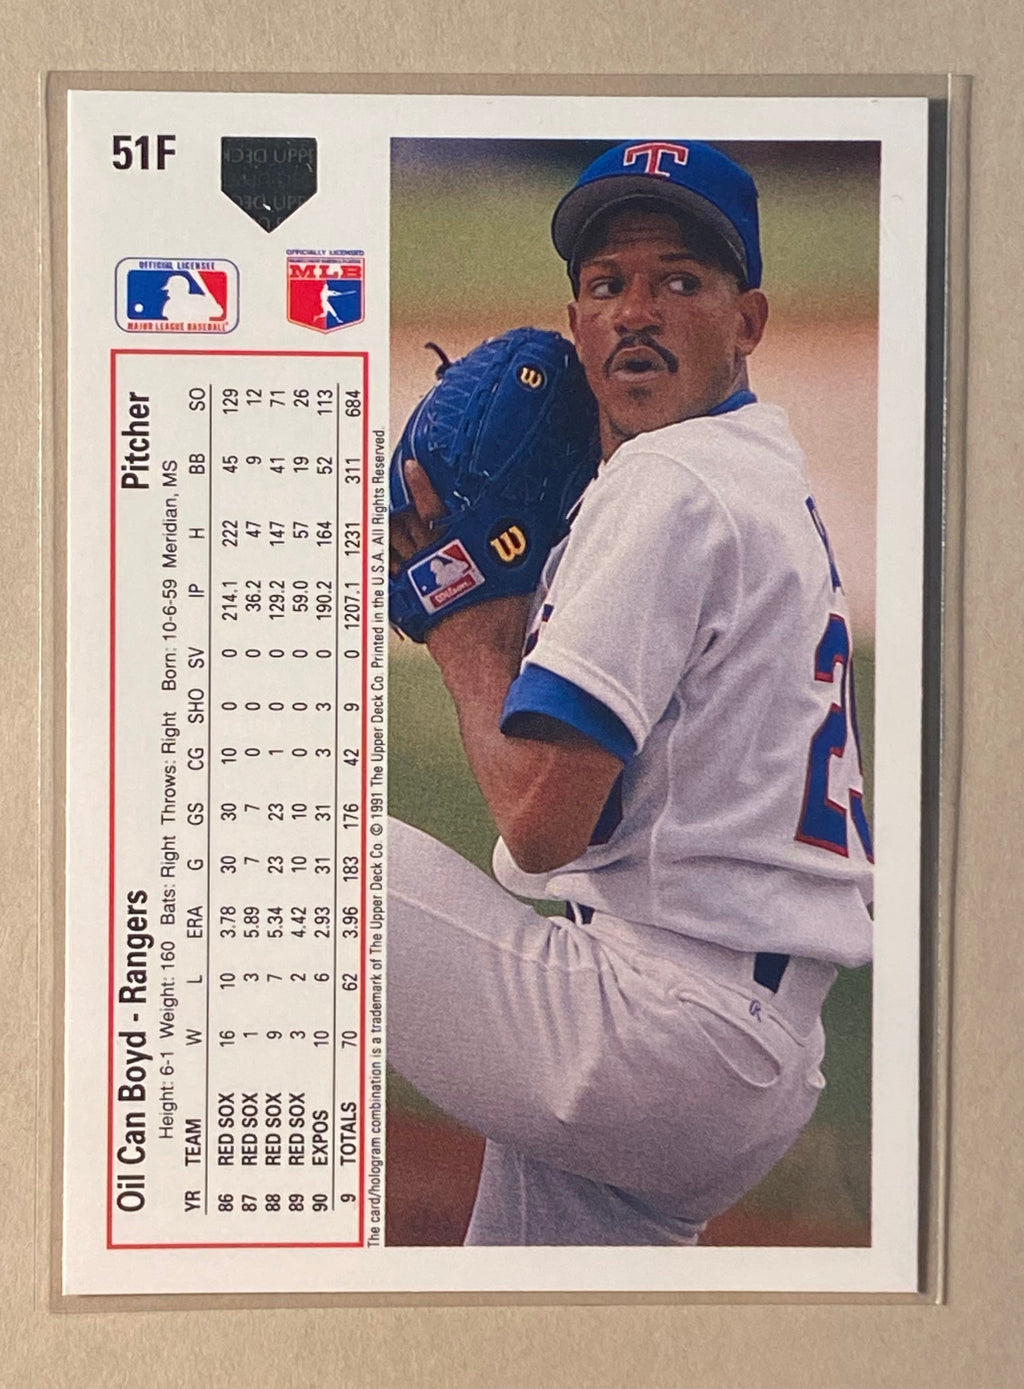 51F
OFFICIAL LICENSEE
MAJOR LEAGUE BASEBALL
OFFICIALLY LICENSED
MLB
Oil Can Boyd - Rangers Pitcher
Height: 6-1 Weight: 160 Bats: Right Throws: Right Born: 10-6-59 Meridian, MS
YR TEAM W L ERA G GS CG SHO SV IP H BB SO
86 RED SOX 16 10 3.78 30 30 10 0 0 214.1 222 45 129
87 RED SOX 1 3 5.89 7 7 0 0 0 36.2 47 9 12
88 RED SOX 9 7 5.34 23 23 1 0 0 129.2 147 41 71
89 RED SOX 3 2 4.42 10 10 0 0 0 59.0 57 19 26
90 EXPOS 10 6 2.93 31 31 3 3 0 190.2 164 52 113
9 TOTALS 70 62 3.96 183 176 42 9 0 1207.1 1231 311 684
The card/hologram combination is a trademark of The Upper Deck Co. © 1991 The Upper Deck Co. Printed in the U.S.A. All Rights Reserved.
T
W
W
Wilson
2